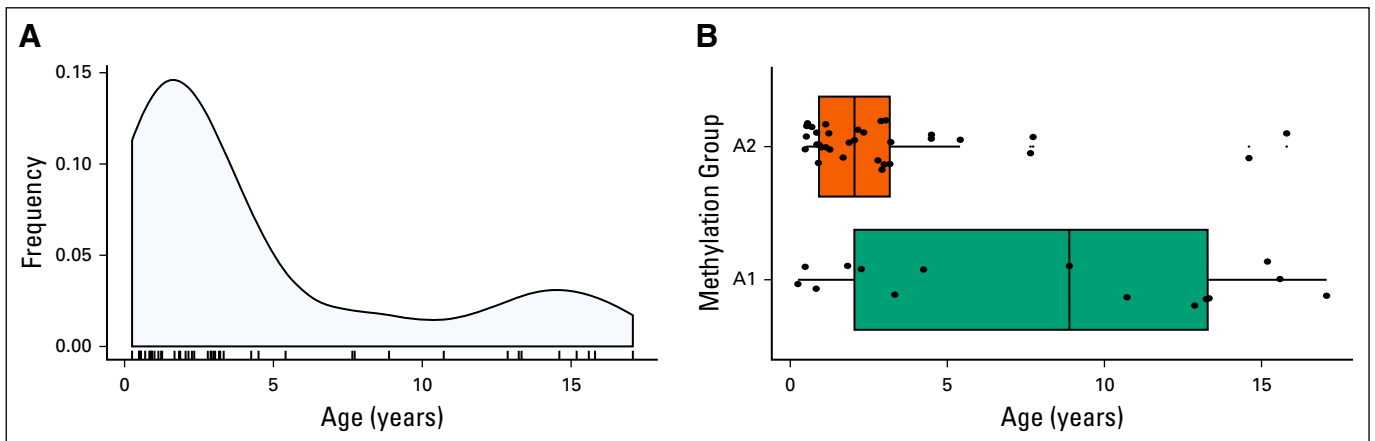 A
Frequency
0.15
0.10
0.05
0.00
0 5 10 15
Age (years)
B
Methylation Group
A2
A1
0 5 10 15
Age (years)